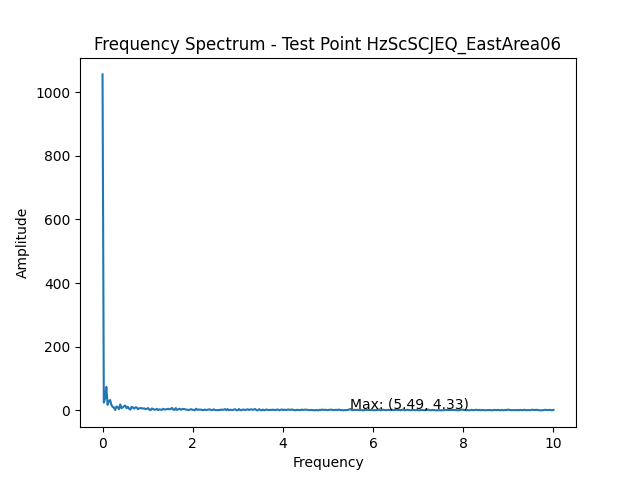 Frequency Spectrum - Test Point HzScSCJEQ_EastArea06
1000
800
600
400
200
0
Amplitude
Max: (5.49, 4.33)
0 2 4 6 8 10
Frequency